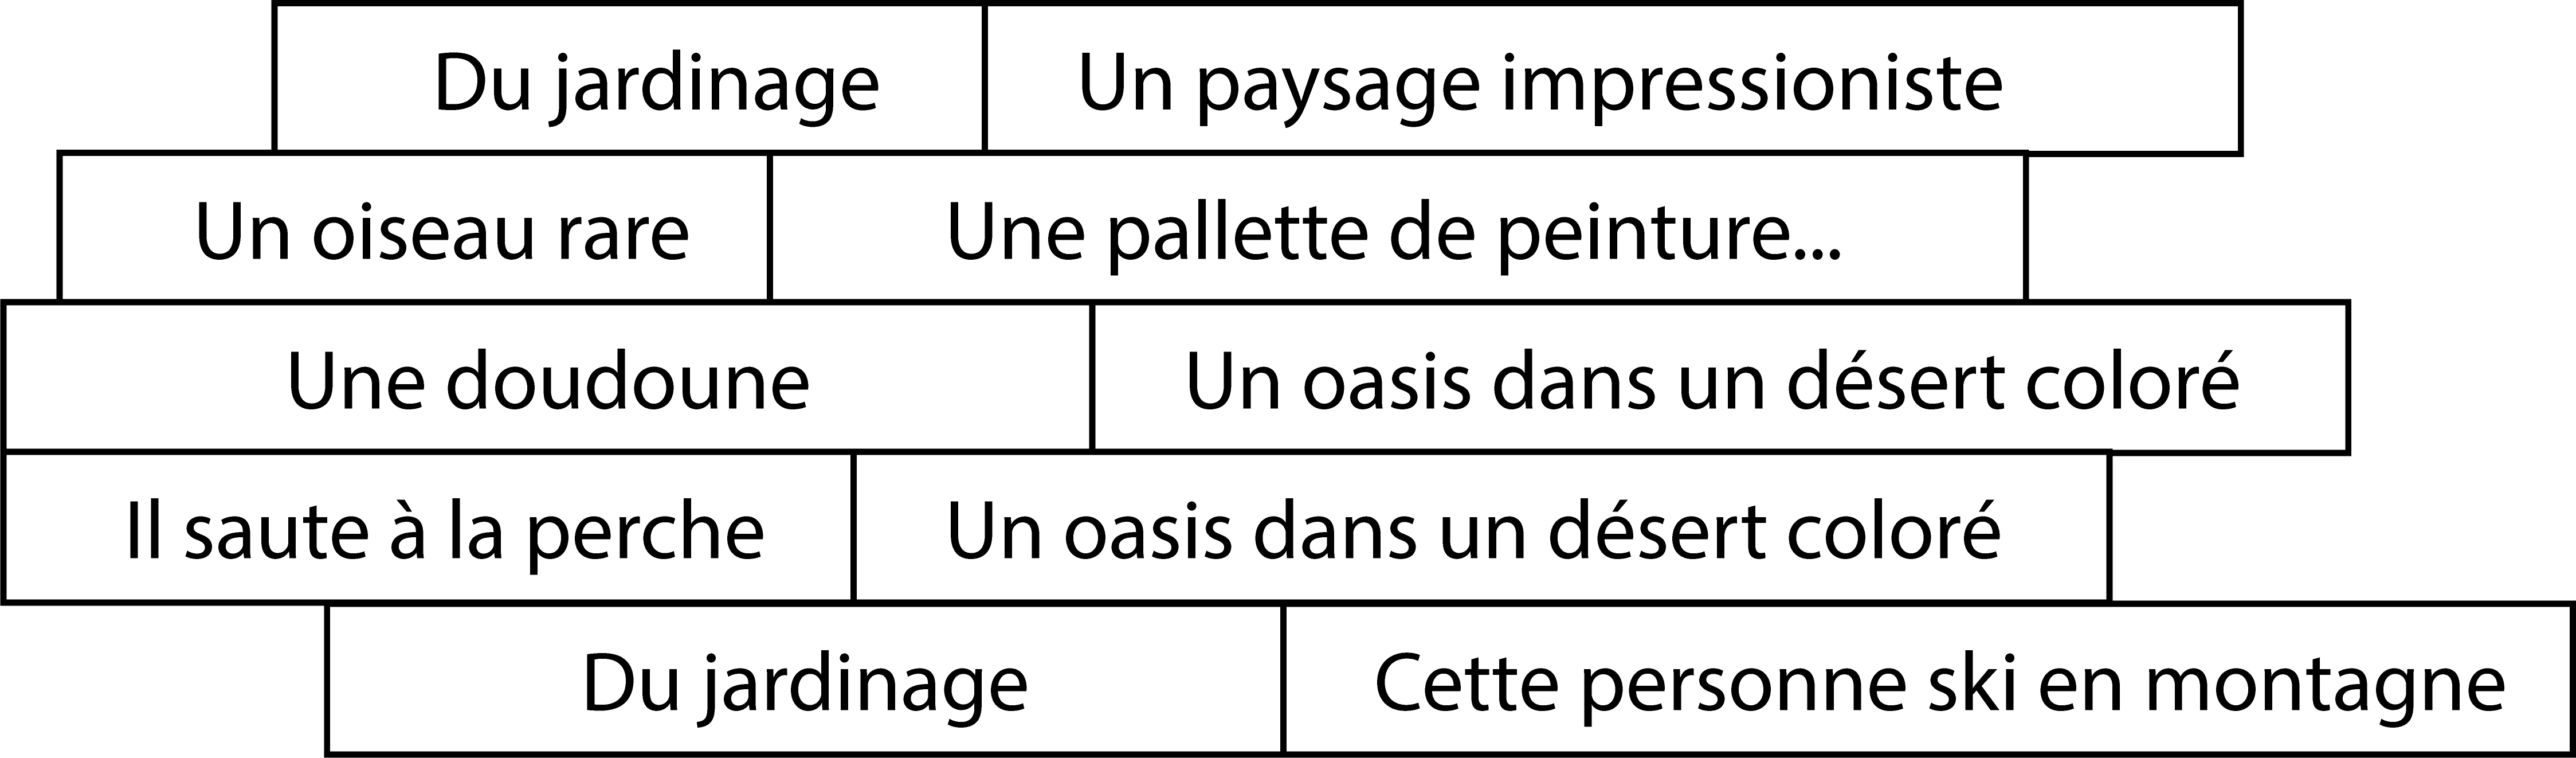 Du jardinage Un paysage impressioniste
Un oiseau rare Une pallette de peinture...
Une doudoune Un oasis dans un désert coloré
Il saute à la perche Un oasis dans un désert coloré
Du jardinage Cette personne ski en montagne